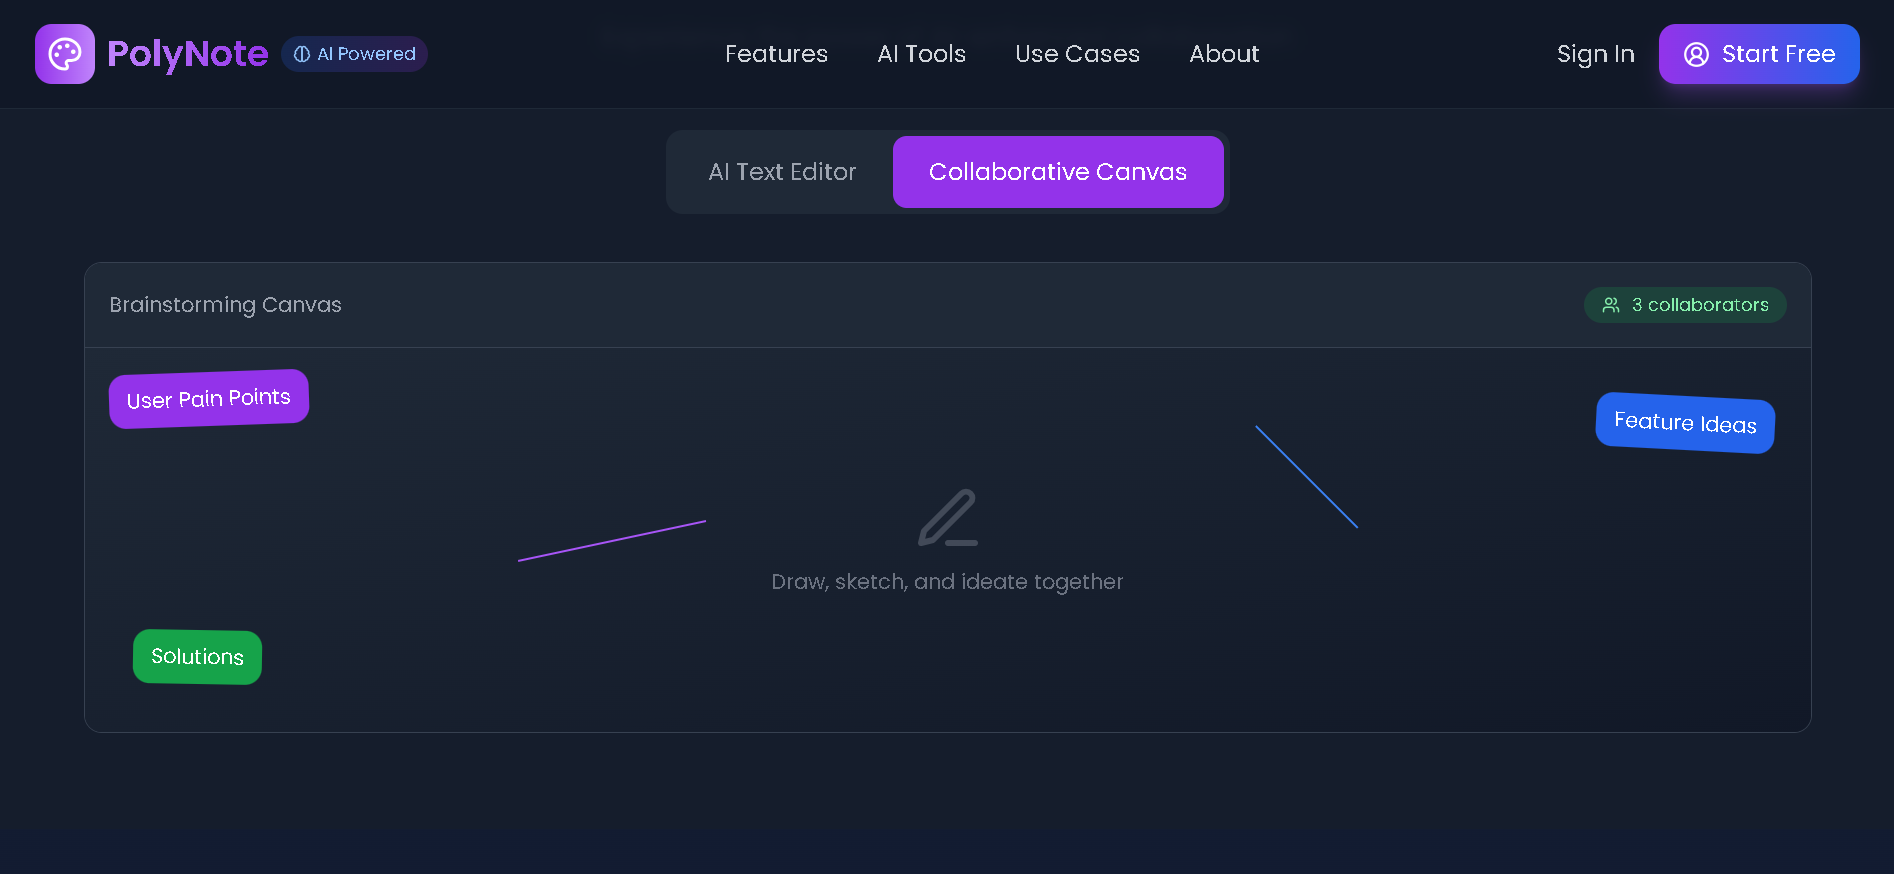 PolyNote
AI Powered
Features
AI Tools
Use Cases
About
Sign In
Start Free
AI Text Editor
Collaborative Canvas
Brainstorming Canvas
3 collaborators
User Pain Points
Feature Ideas
Draw, sketch, and ideate together
Solutions